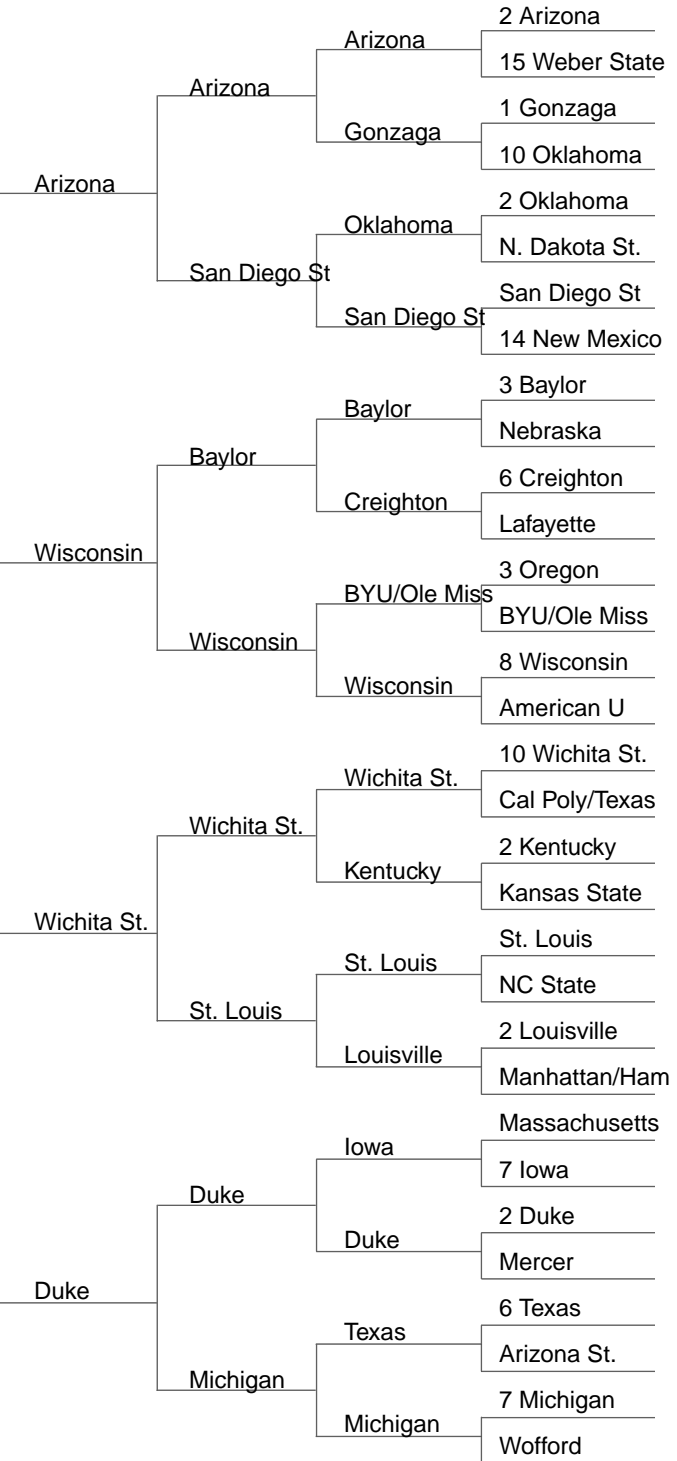 2 Arizona
Arizona
15 Weber State
Arizona
1 Gonzaga
Gonzaga
10 Oklahoma
Arizona
2 Oklahoma
Oklahoma
N. Dakota St.
San Diego St
San Diego St
San Diego St
14 New Mexico
3 Baylor
Baylor
Nebraska
Baylor
6 Creighton
Creighton
Lafayette
Wisconsin
3 Oregon
BYU/Ole Miss
BYU/Ole Miss
Wisconsin
8 Wisconsin
Wisconsin
American U
10 Wichita St.
Wichita St.
Cal Poly/Texas
Wichita St.
2 Kentucky
Kentucky
Kansas State
Wichita St.
St. Louis
St. Louis
NC State
St. Louis
2 Louisville
Louisville
Manhattan/Ham
Massachusetts
Iowa
7 Iowa
Duke
2 Duke
Duke
Mercer
Duke
6 Texas
Texas
Arizona St.
Michigan
7 Michigan
Michigan
Wofford